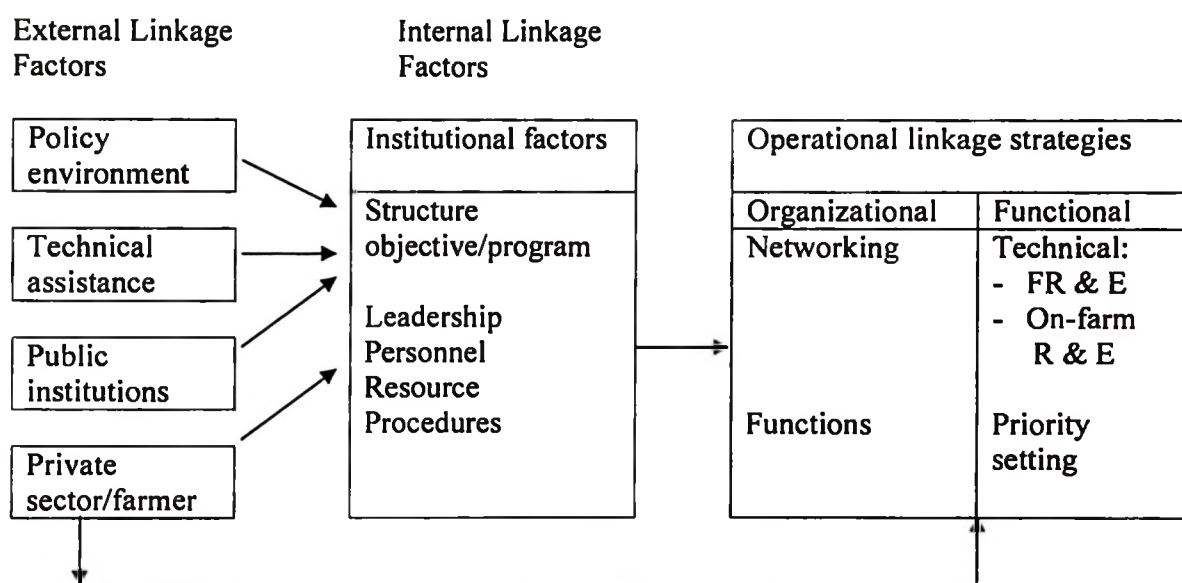 External Linkage
Factors
Internal Linkage
Factors
Policy
environment
Technical
assistance
Public
institutions
Private
sector/farmer
Institutional factors
Structure
objective/program
Leadership
Personnel
Resource
Procedures
Operational linkage strategies
Organizational
Networking
Functions
Functional
Technical:
- FR & E
- On-farm
R & E
Priority
setting